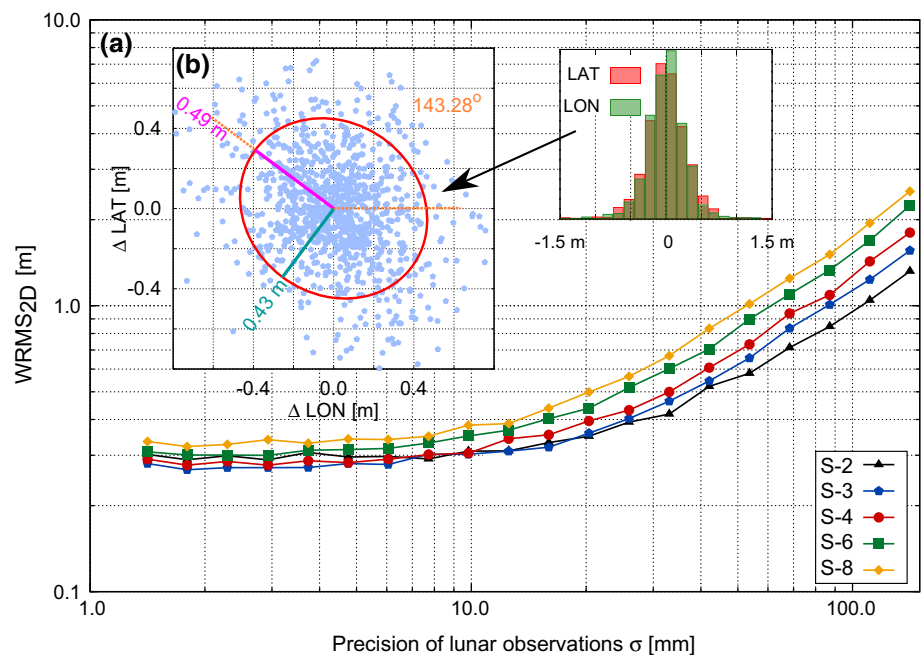 10.0
(a)
(b)
143.28°
LAT
LON
0.49 m
0.4
0.0
-0.4
Δ LAT [m]
0.43 m
-1.5 m
0
1.5 m
WRMS2D [m]
1.0
-0.4
0.0
0.4
Δ LON [m]
S-2
S-3
S-4
S-6
S-8
0.1
1.0
10.0
100.0
Precision of lunar observations σ [mm]